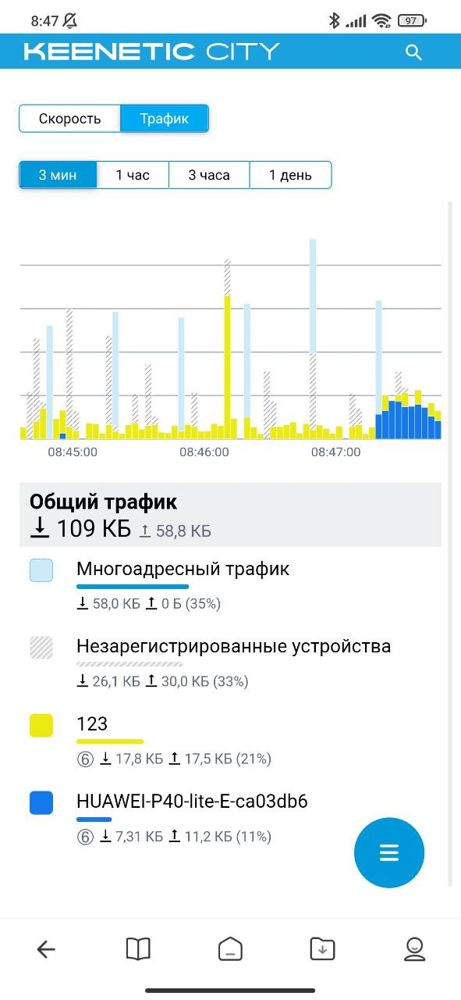 8:47
97
KEENETIC CITY
Скорость Трафик
3 мин 1 час 3 часа 1 день
08:45:00 08:46:00 08:47:00
Общий трафик
109 КБ 58,8 КБ
Многоадресный трафик
58,0 КБ 0 Б (35%)
Незарегистрированные устройства
26,1 КБ 30,0 КБ (33%)
123
6 17,8 КБ 17,5 КБ (21%)
HUAWEI-P40-lite-E-ca03db6
6 7,31 КБ 11,2 КБ (11%)